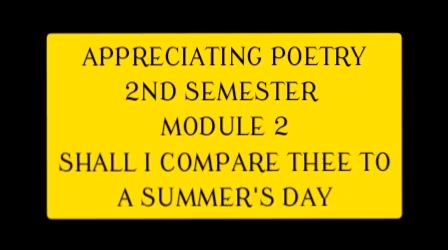 APPRECIATING POETRY
2ND SEMESTER
MODULE 2
SHALL I COMPARE THEE TO
A SUMMER'S DAY